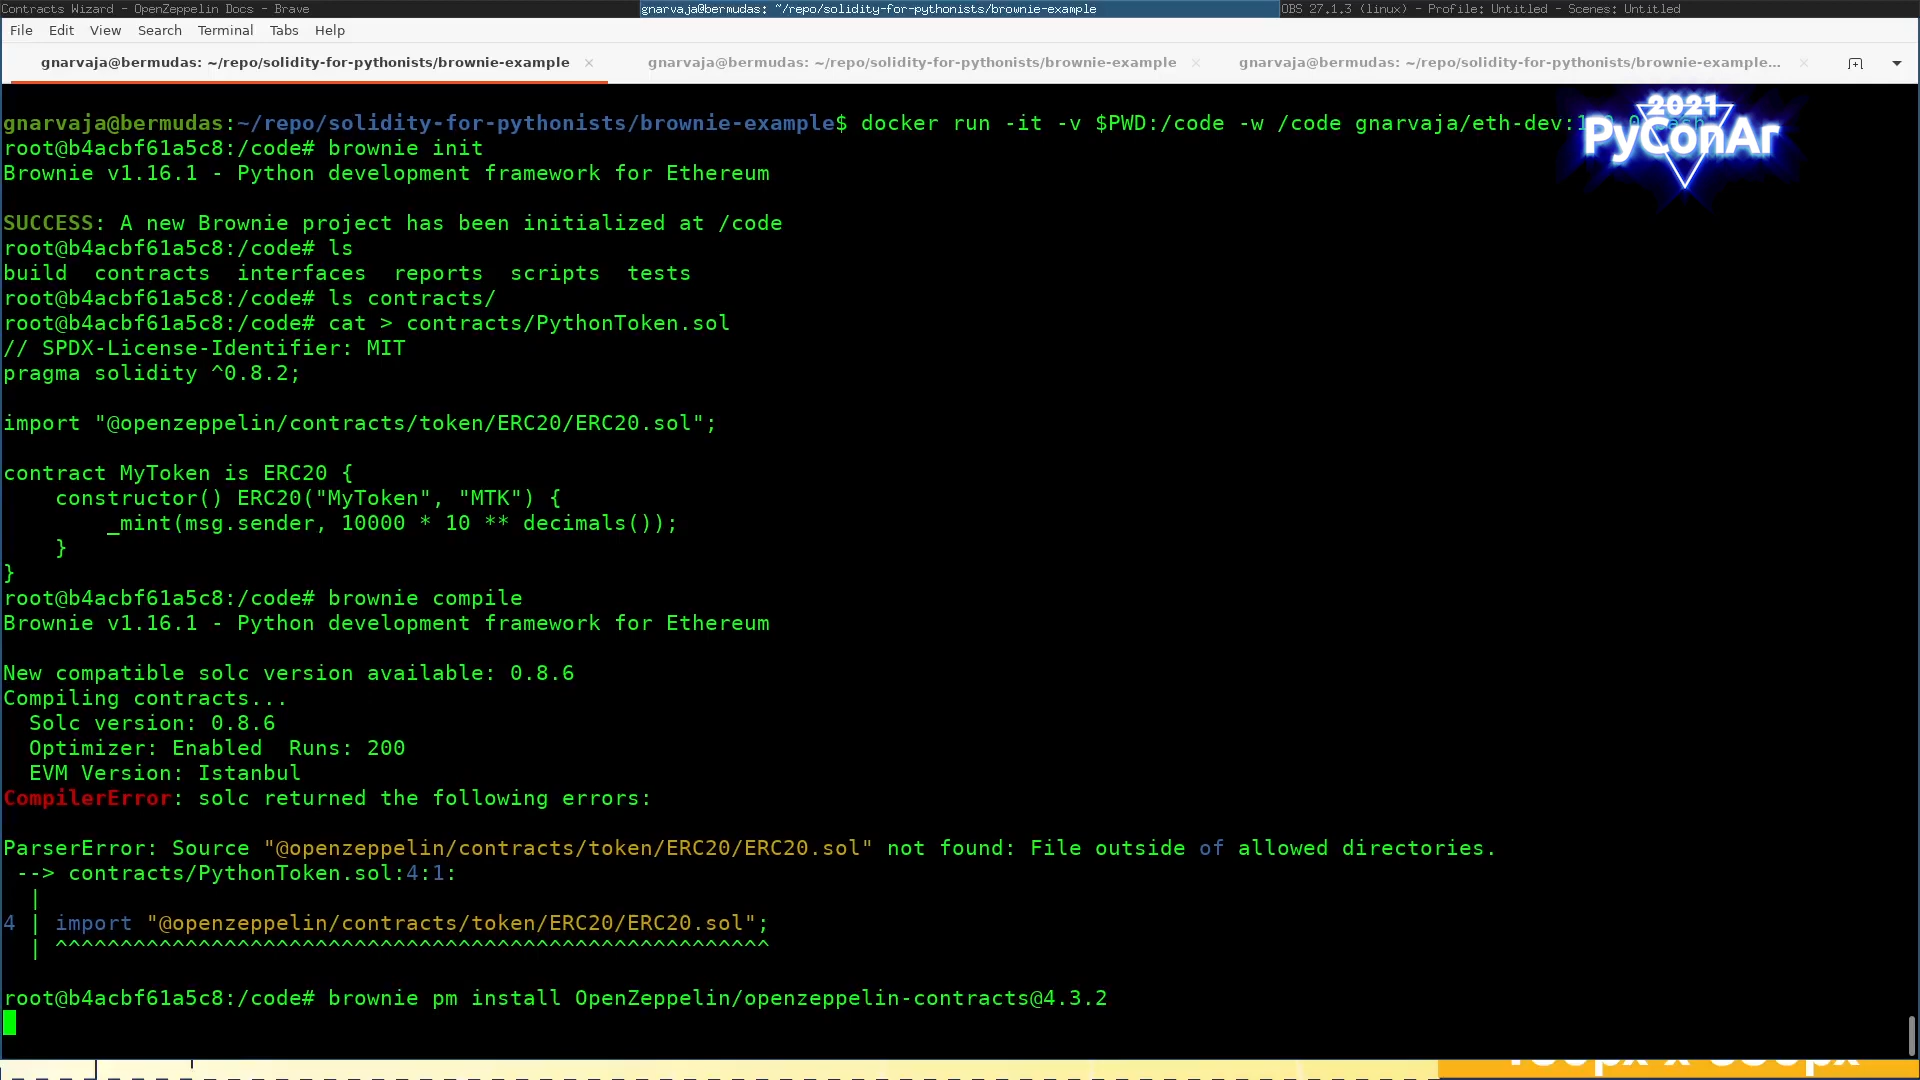 Contracts Wizard - OpenZeppelin Docs - Brave
gnarvaja@bermudas: ~/repo/solidity-for-pythonists/brownie-example
OBS 27.1.3 (linux) - Profile: Untitled - Scenes: Untitled
File Edit View Search Terminal Tabs Help
gnarvaja@bermudas: ~/repo/solidity-for-pythonists/brownie-example ×
gnarvaja@bermudas: ~/repo/solidity-for-pythonists/brownie-example ×
gnarvaja@bermudas: ~/repo/solidity-for-pythonists/brownie-example... ×
gnarvaja@bermudas:~/repo/solidity-for-pythonists/brownie-example$ docker run -it -v $PWD:/code -w /code gnarvaja/eth-dev:
2021
PyConAr
root@b4acbf61a5c8:/code# brownie init
Brownie v1.16.1 - Python development framework for Ethereum
SUCCESS: A new Brownie project has been initialized at /code
root@b4acbf61a5c8:/code# ls
build  contracts  interfaces  reports  scripts  tests
root@b4acbf61a5c8:/code# ls contracts/
root@b4acbf61a5c8:/code# cat > contracts/PythonToken.sol
// SPDX-License-Identifier: MIT
pragma solidity ^0.8.2;
import "@openzeppelin/contracts/token/ERC20/ERC20.sol";
contract MyToken is ERC20 {
    constructor() ERC20("MyToken", "MTK") {
        _mint(msg.sender, 10000 * 10 ** decimals());
    }
}
root@b4acbf61a5c8:/code# brownie compile
Brownie v1.16.1 - Python development framework for Ethereum
New compatible solc version available: 0.8.6
Compiling contracts...
  Solc version: 0.8.6
  Optimizer: Enabled  Runs: 200
  EVM Version: Istanbul
CompilerError: solc returned the following errors:
ParserError: Source "@openzeppelin/contracts/token/ERC20/ERC20.sol" not found: File outside of allowed directories.
 --> contracts/PythonToken.sol:4:1:
  |
4 | import "@openzeppelin/contracts/token/ERC20/ERC20.sol";
  | ^^^^^^^^^^^^^^^^^^^^^^^^^^^^^^^^^^^^^^^^^^^^^^^^^^^^^^^
root@b4acbf61a5c8:/code# brownie pm install OpenZeppelin/openzeppelin-contracts@4.3.2